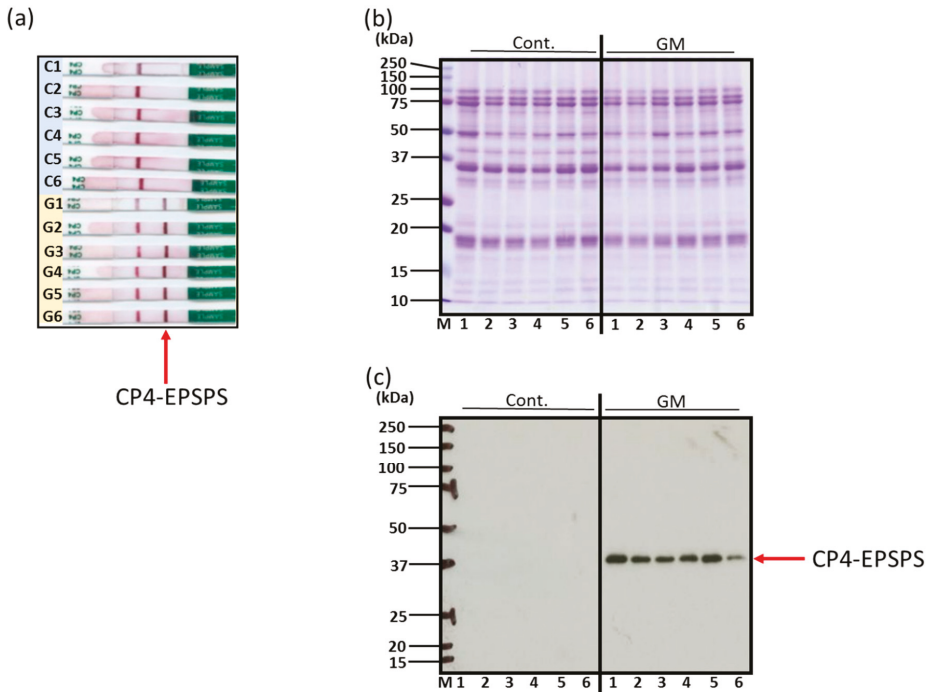 (a)
C1
C2
C3
C4
C5
C6
G1
G2
G3
G4
G5
G6
CP4-EPSPS
(b)
(kDa)
Cont. GM
250
150
100
75
50
37
25
20
15
10
M 1 2 3 4 5 6 1 2 3 4 5 6
(c)
(kDa)
Cont. GM
250
150
100
75
50
37
25
20
15
CP4-EPSPS
M 1 2 3 4 5 6 1 2 3 4 5 6